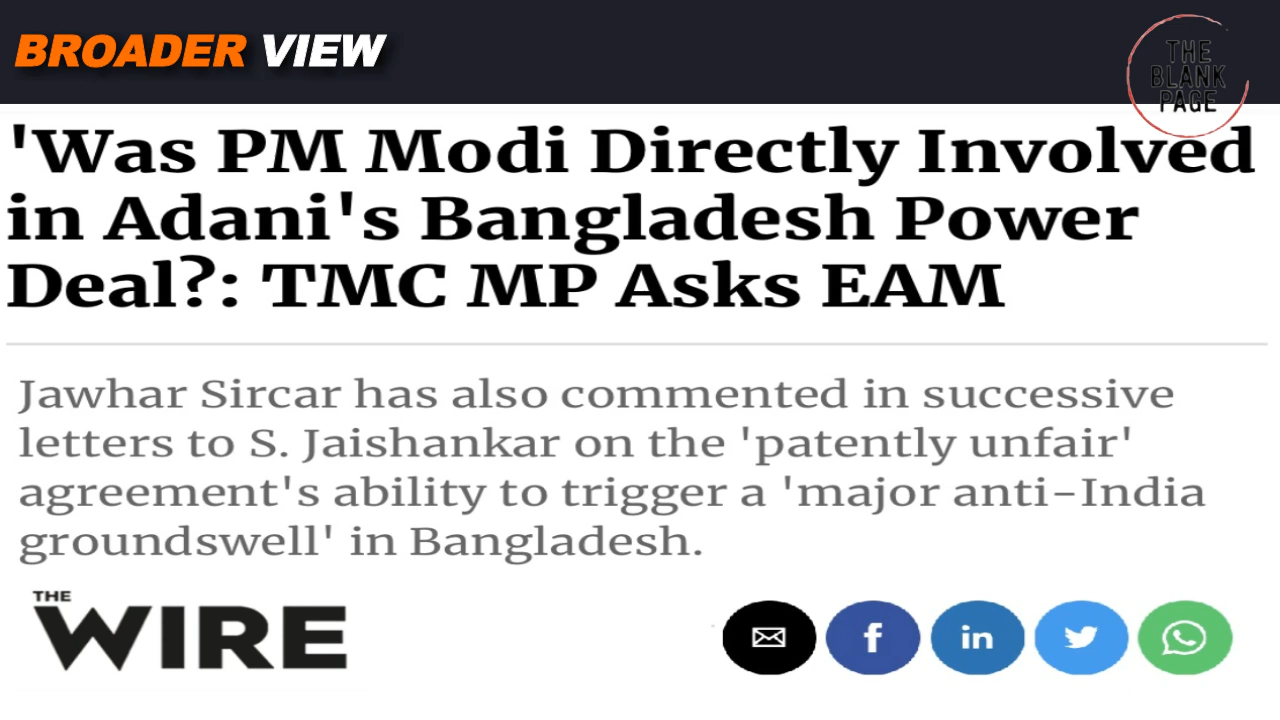 BROADER VIEW
THE
BLANK
PAGE
'Was PM Modi Directly Involved
in Adani's Bangladesh Power
Deal?: TMC MP Asks EAM
Jawhar Sircar has also commented in successive
letters to S. Jaishankar on the 'patently unfair'
agreement's ability to trigger a 'major anti-India
groundswell' in Bangladesh.
THE
WIRE
f
in